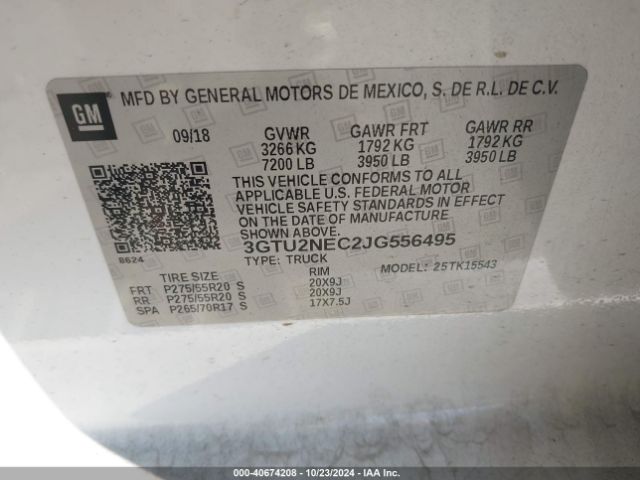 GM ® MFD BY GENERAL MOTORS DE MEXICO, S. DE R.L. DE C.V.
09/18 GVWR GAWR FRT GAWR RR
3266 KG 1792 KG 1792 KG
7200 LB 3950 LB 3950 LB
THIS VEHICLE CONFORMS TO ALL
APPLICABLE U.S. FEDERAL MOTOR
VEHICLE SAFETY STANDARDS IN EFFECT
ON THE DATE OF MANUFACTURE
SHOWN ABOVE.
8624 3GTU2NEC2JG556495
TYPE: TRUCK MODEL: 25TK15543
TIRE SIZE RIM
FRT P275/55R20 S 20X9J
RR P275/55R20 S 20X9J
SPA P265/70R17 S 17X7.5J
000-40674208 - 10/23/2024 - IAA Inc.